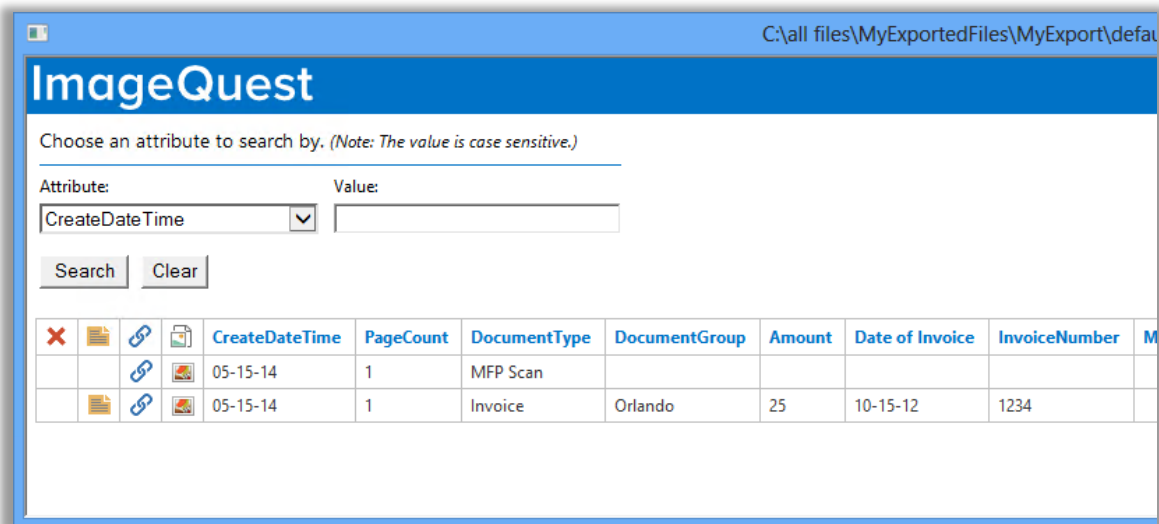 C:\all files\MyExportedFiles\MyExport\defau
ImageQuest
Choose an attribute to search by. (Note: The value is case sensitive.)
Attribute: Value:
CreateDateTime
Search Clear
CreateDateTime PageCount DocumentType DocumentGroup Amount Date of Invoice InvoiceNumber M
05-15-14 1 MFP Scan
05-15-14 1 Invoice Orlando 25 10-15-12 1234